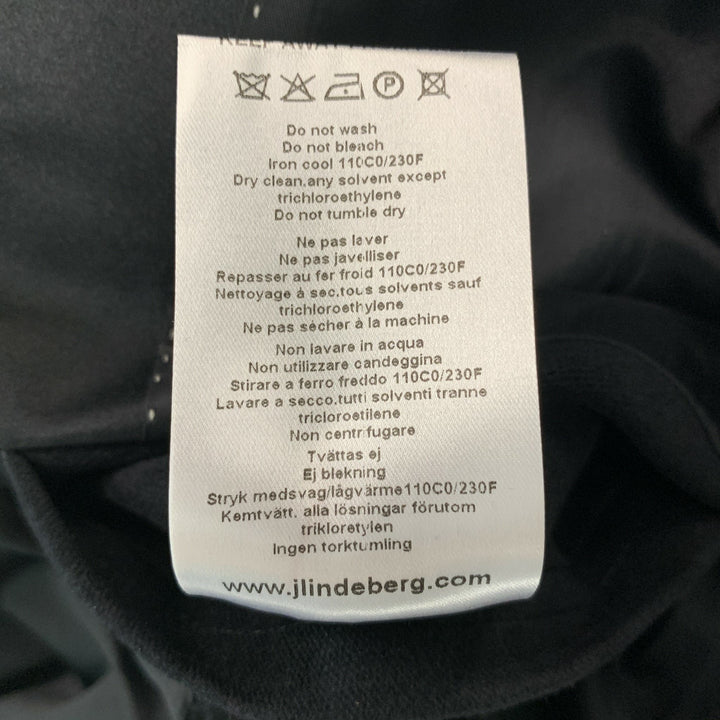 KEEP AWAY
P
Do not wash
Do not bleach
Iron cool 110C0/230F
Dry clean.any solvent except
trichloroethylene
Do not tumble dry
Ne pas laver
Ne pas javelliser
Repasser au fer froid 110C0/230F
Nettoyage à sec.tous solvents sauf
trichloroethylene
Ne pas sècher à la machine
Non lavare in acqua
Non utilizzare candeggina
Stirare a ferro freddo 110C0/230F
Lavare a secco.tutti solventi tranne
tricloroetilene
Non centrifugare
Tvättas ej
Ej blekning
Stryk medsvag/lågvärme110C0/230F
Kemtvätt. alla lösningar förutom
trikloretylen
Ingen torktumling
www.jlindeberg.com